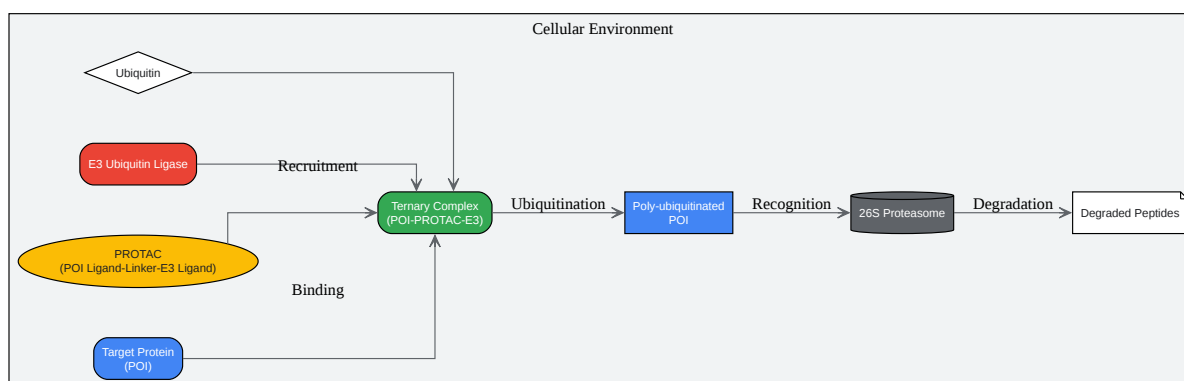 Cellular Environment
Ubiquitin
E3 Ubiquitin Ligase
Recruitment
Ternary Complex
(POI-PROTAC-E3)
Ubiquitination
Poly-ubiquitinated
POI
Recognition
26S Proteasome
Degradation
Degraded Peptides
PROTAC
(POI Ligand-Linker-E3 Ligand)
Binding
Target Protein
(POI)